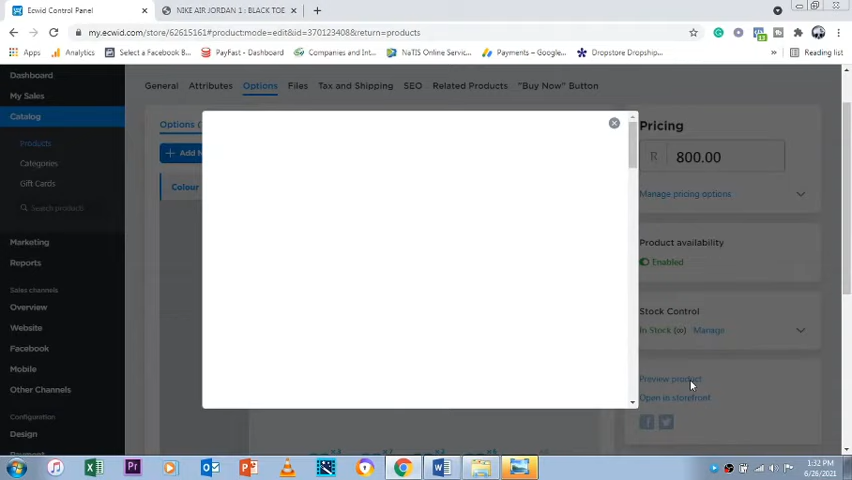 Ecwid Control Panel
NIKE AIR JORDAN 1 : BLACK TOE
my.ecwid.com/store/62615161#product:mode=edit&id=370123408&return=products
Apps
Analytics
Select a Facebook B...
PayFast - Dashboard
Companies and Int...
NaTIS Online Servic...
Payments – Google...
Dropstore Dropship...
»
Reading list
Dashboard
General
Attributes
Options
Files
Tax and Shipping
SEO
Related Products
"Buy Now" Button
My Sales
Catalog
Options (
Pricing
Products
+ Add N
R 800.00
Categories
Gift Cards
Colour
Manage pricing options
Search products
Marketing
Product availability
Reports
Enabled
Sales channels
Overview
Stock Control
Website
In Stock (∞) Manage
Facebook
Mobile
Preview product
Other Channels
Open in storefront
Configuration
Design
1:32 PM
6/26/2021